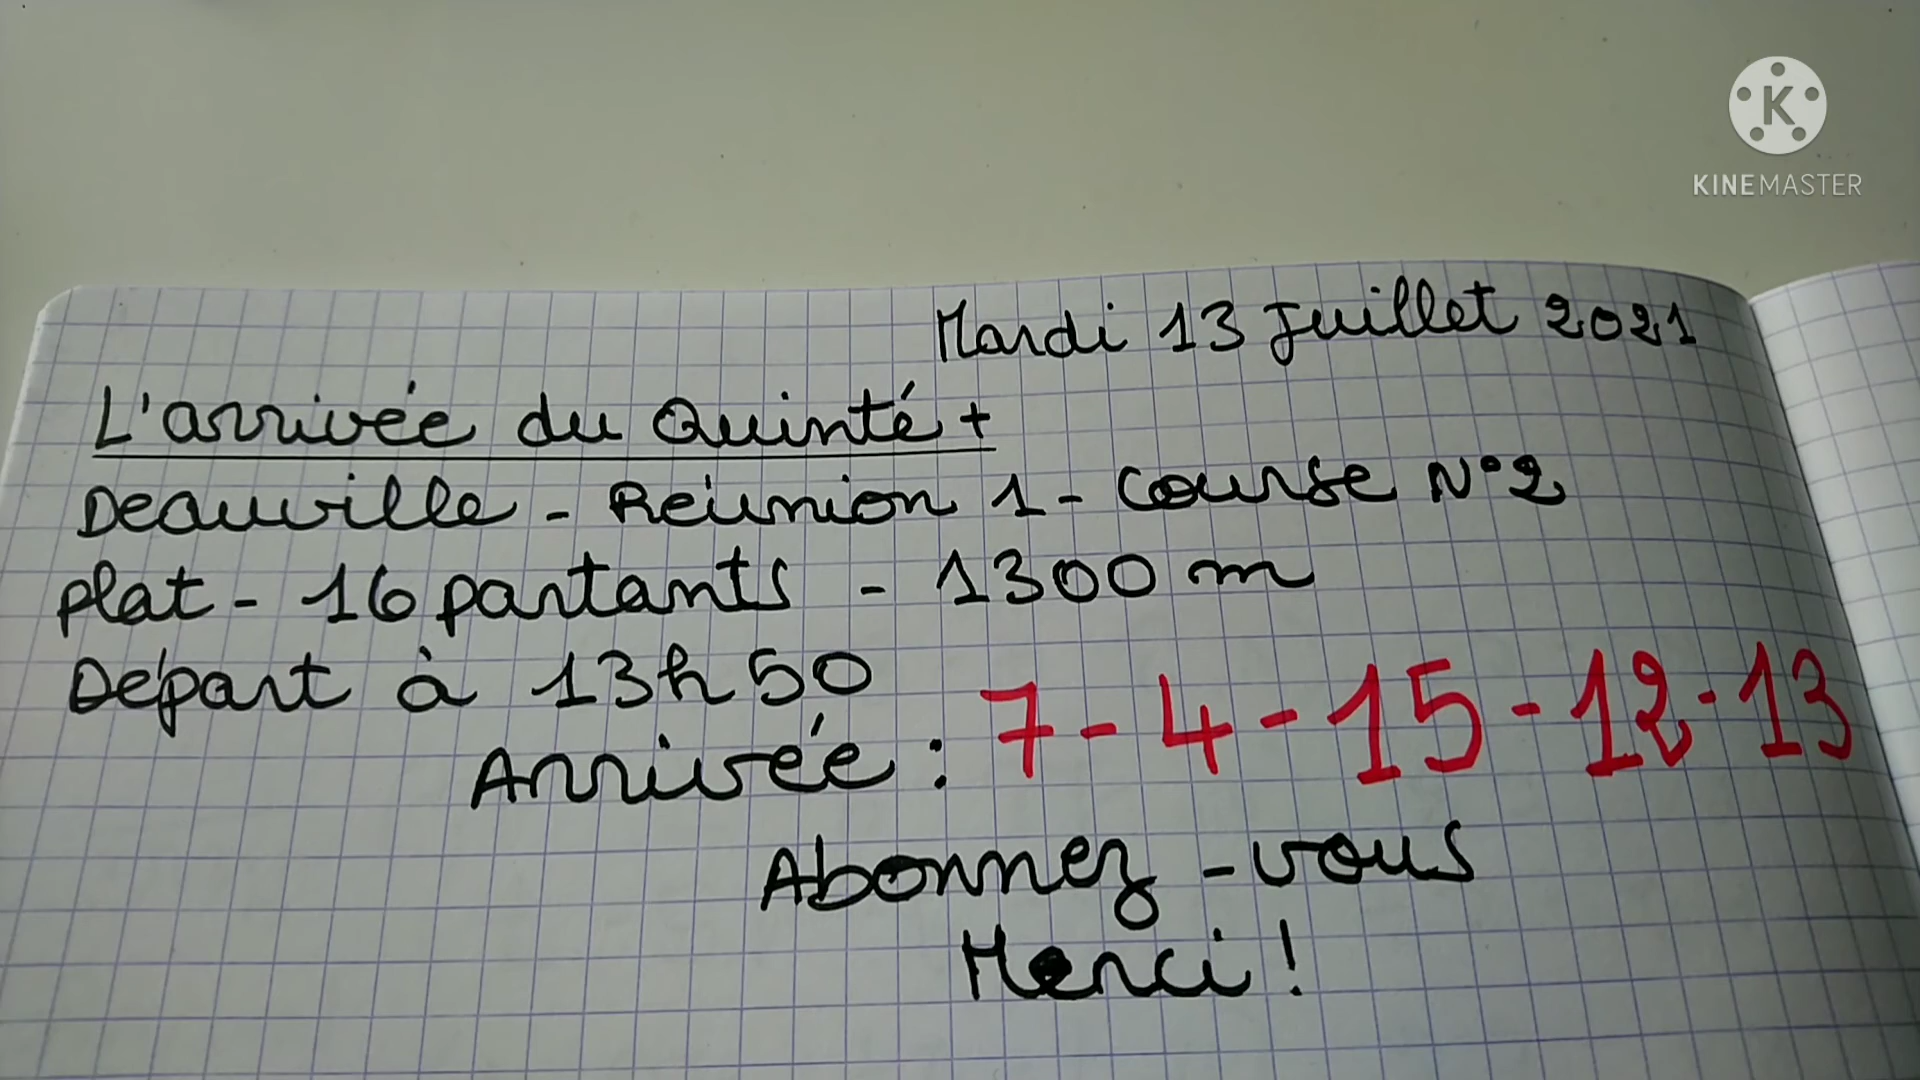 K
KINEMASTER
Mardi 13 Juillet 2021
L'arrivée du Quinté +
Deauville - Réunion 1 - Course N°2
Plat - 16 partants - 1300 m
Départ à 13h50
Arrivée : 7 - 4 - 15 - 12 - 13
Abonnez-vous
Merci !